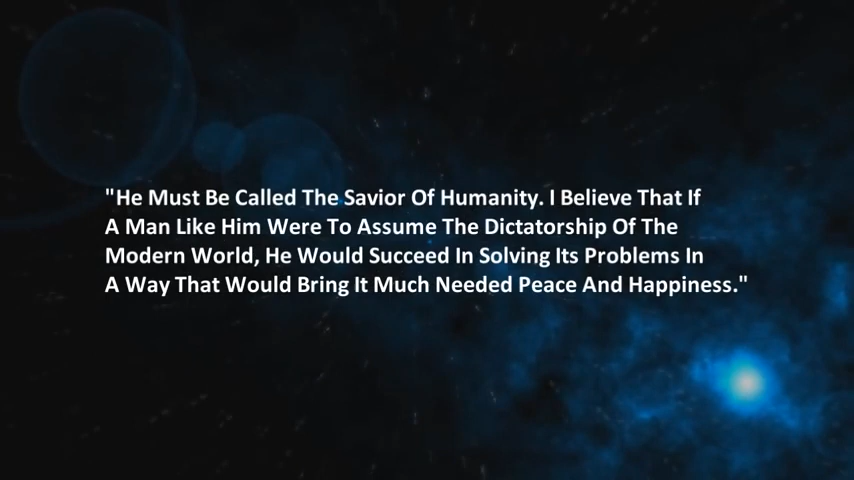 "He Must Be Called The Savior Of Humanity. I Believe That If
A Man Like Him Were To Assume The Dictatorship Of The
Modern World, He Would Succeed In Solving Its Problems In
A Way That Would Bring It Much Needed Peace And Happiness."